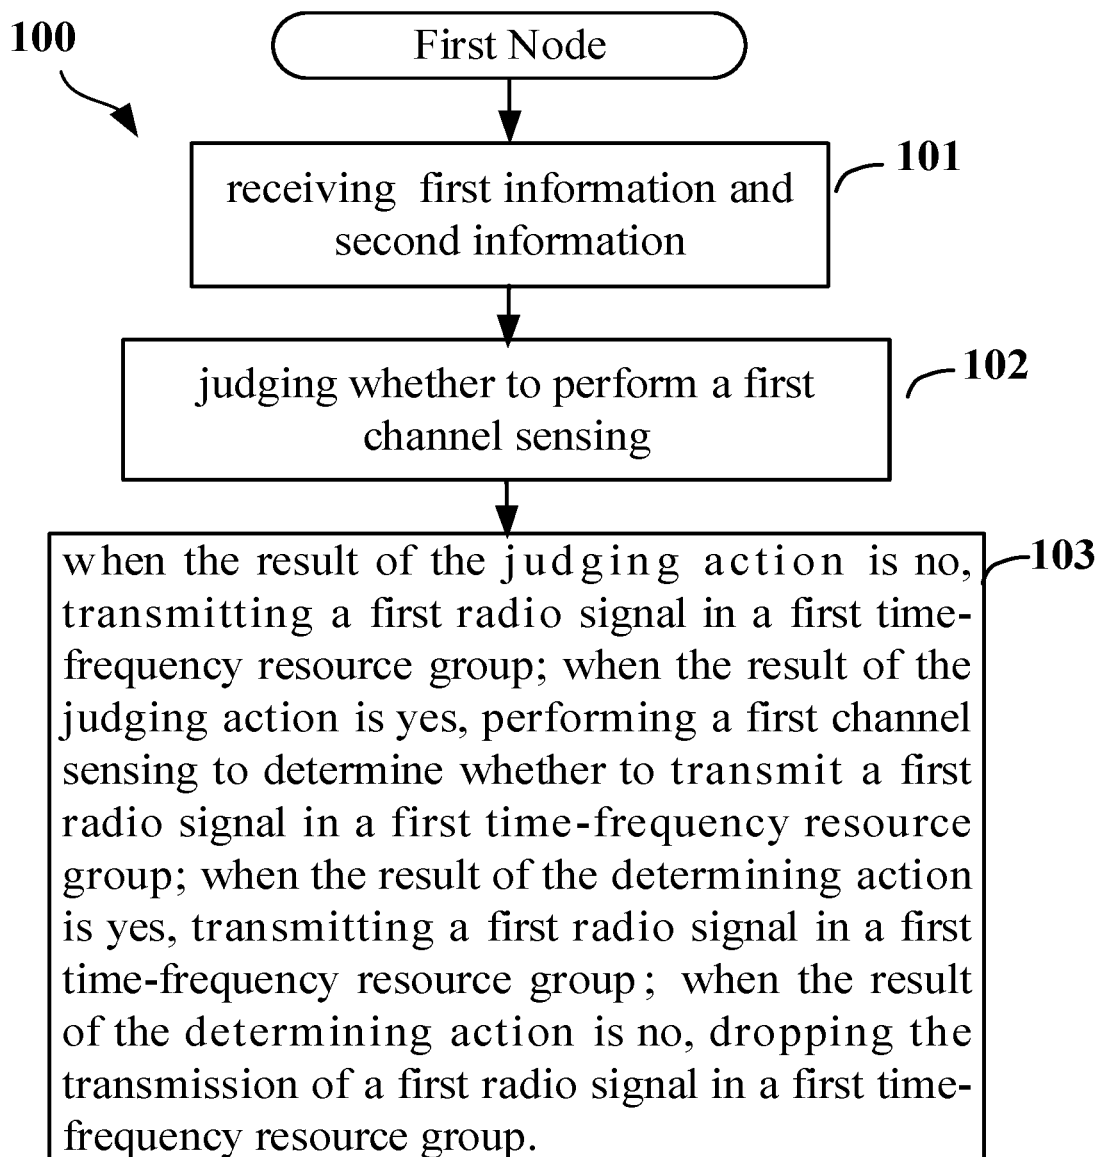 100
First Node
101
receiving first information and
second information
102
judging whether to perform a first
channel sensing
103
when the result of the judging action is no,
transmitting a first radio signal in a first time-
frequency resource group; when the result of the
judging action is yes, performing a first channel
sensing to determine whether to transmit a first
radio signal in a first time-frequency resource
group; when the result of the determining action
is yes, transmitting a first radio signal in a first
time-frequency resource group; when the result
of the determining action is no, dropping the
transmission of a first radio signal in a first time-
frequency resource group.